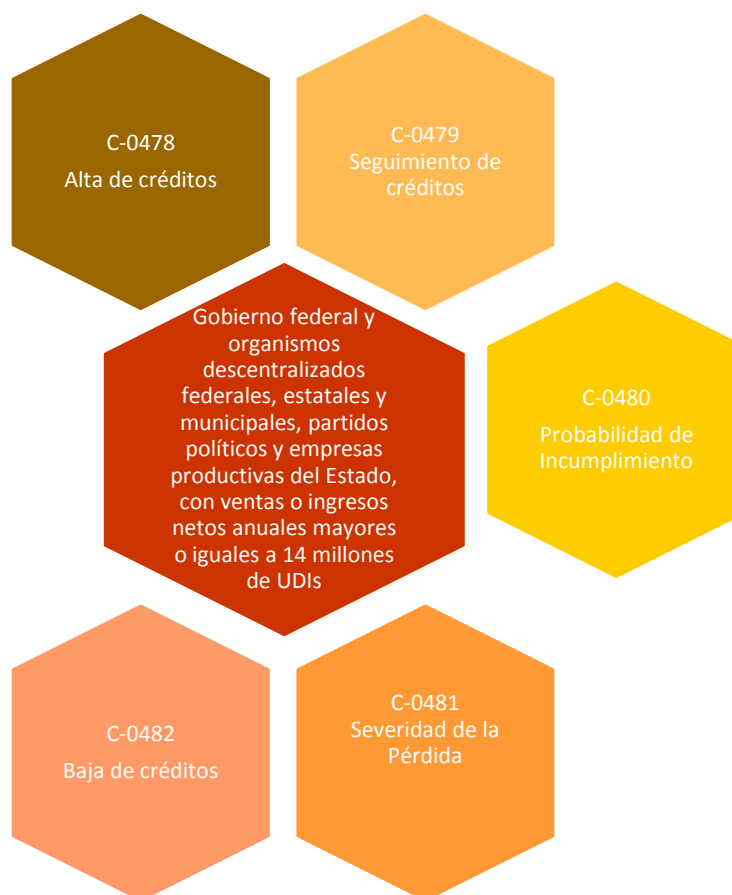 C-0478
Alta de créditos
C-0479
Seguimiento de
créditos
Gobierno federal y
organismos
descentralizados
federales, estatales y
municipales, partidos
políticos y empresas
productivas del Estado,
con ventas o ingresos
netos anuales mayores
o iguales a 14 millones
de UDIs
C-0480
Probabilidad de
Incumplimiento
C-0482
Baja de créditos
C-0481
Severidad de la
Pérdida